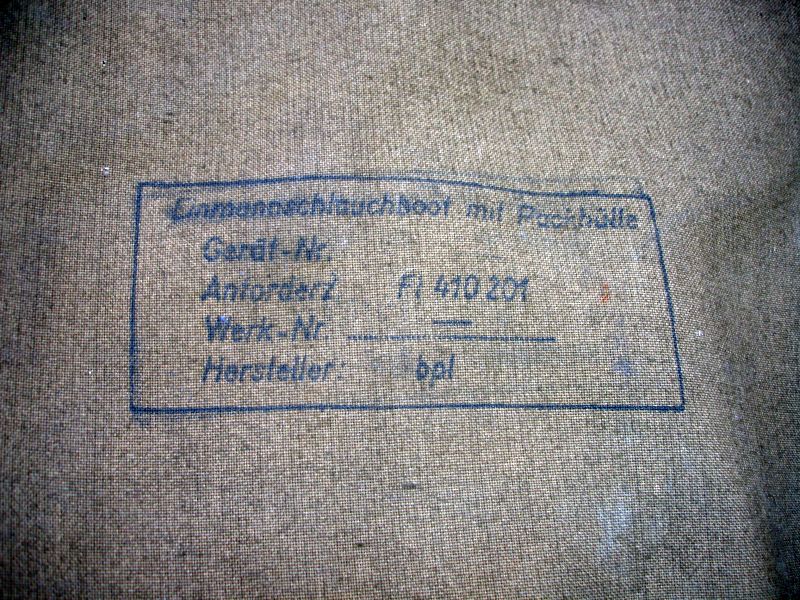 Einmannschlauchboot mit Packhülle
Gerät-Nr.
Anforderz. Fl 410 201
Werk-Nr. —
Hersteller: bpl